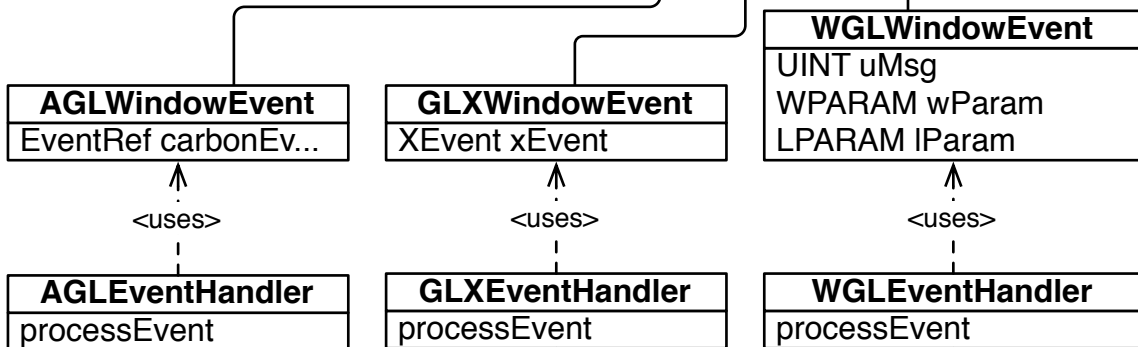 WGLWindowEvent
UINT uMsg
WPARAM wParam
LPARAM lParam
AGLWindowEvent
EventRef carbonEv...
GLXWindowEvent
XEvent xEvent
<uses>
<uses>
<uses>
AGLEventHandler
processEvent
GLXEventHandler
processEvent
WGLEventHandler
processEvent